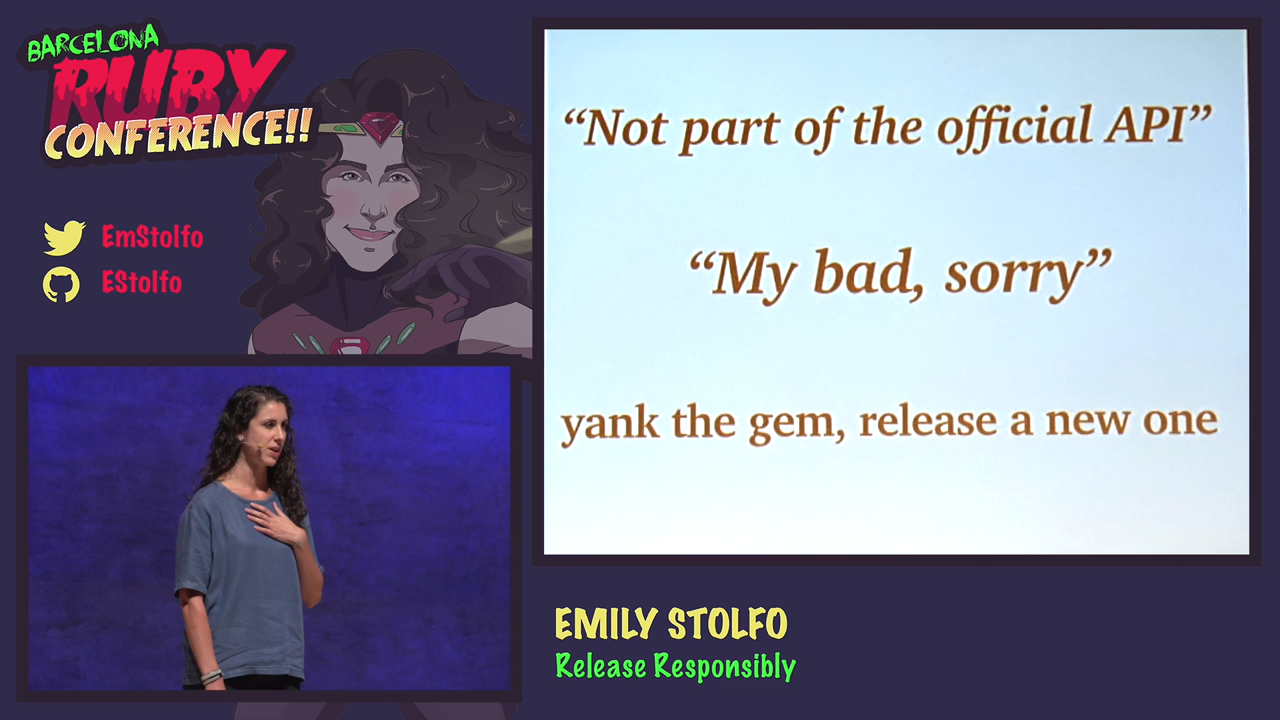 BARCELONA
RUBY
CONFERENCE!!
EmStolfo
EStolfo
“Not part of the official API”
“My bad, sorry”
yank the gem, release a new one
EMILY STOLFO
Release Responsibly